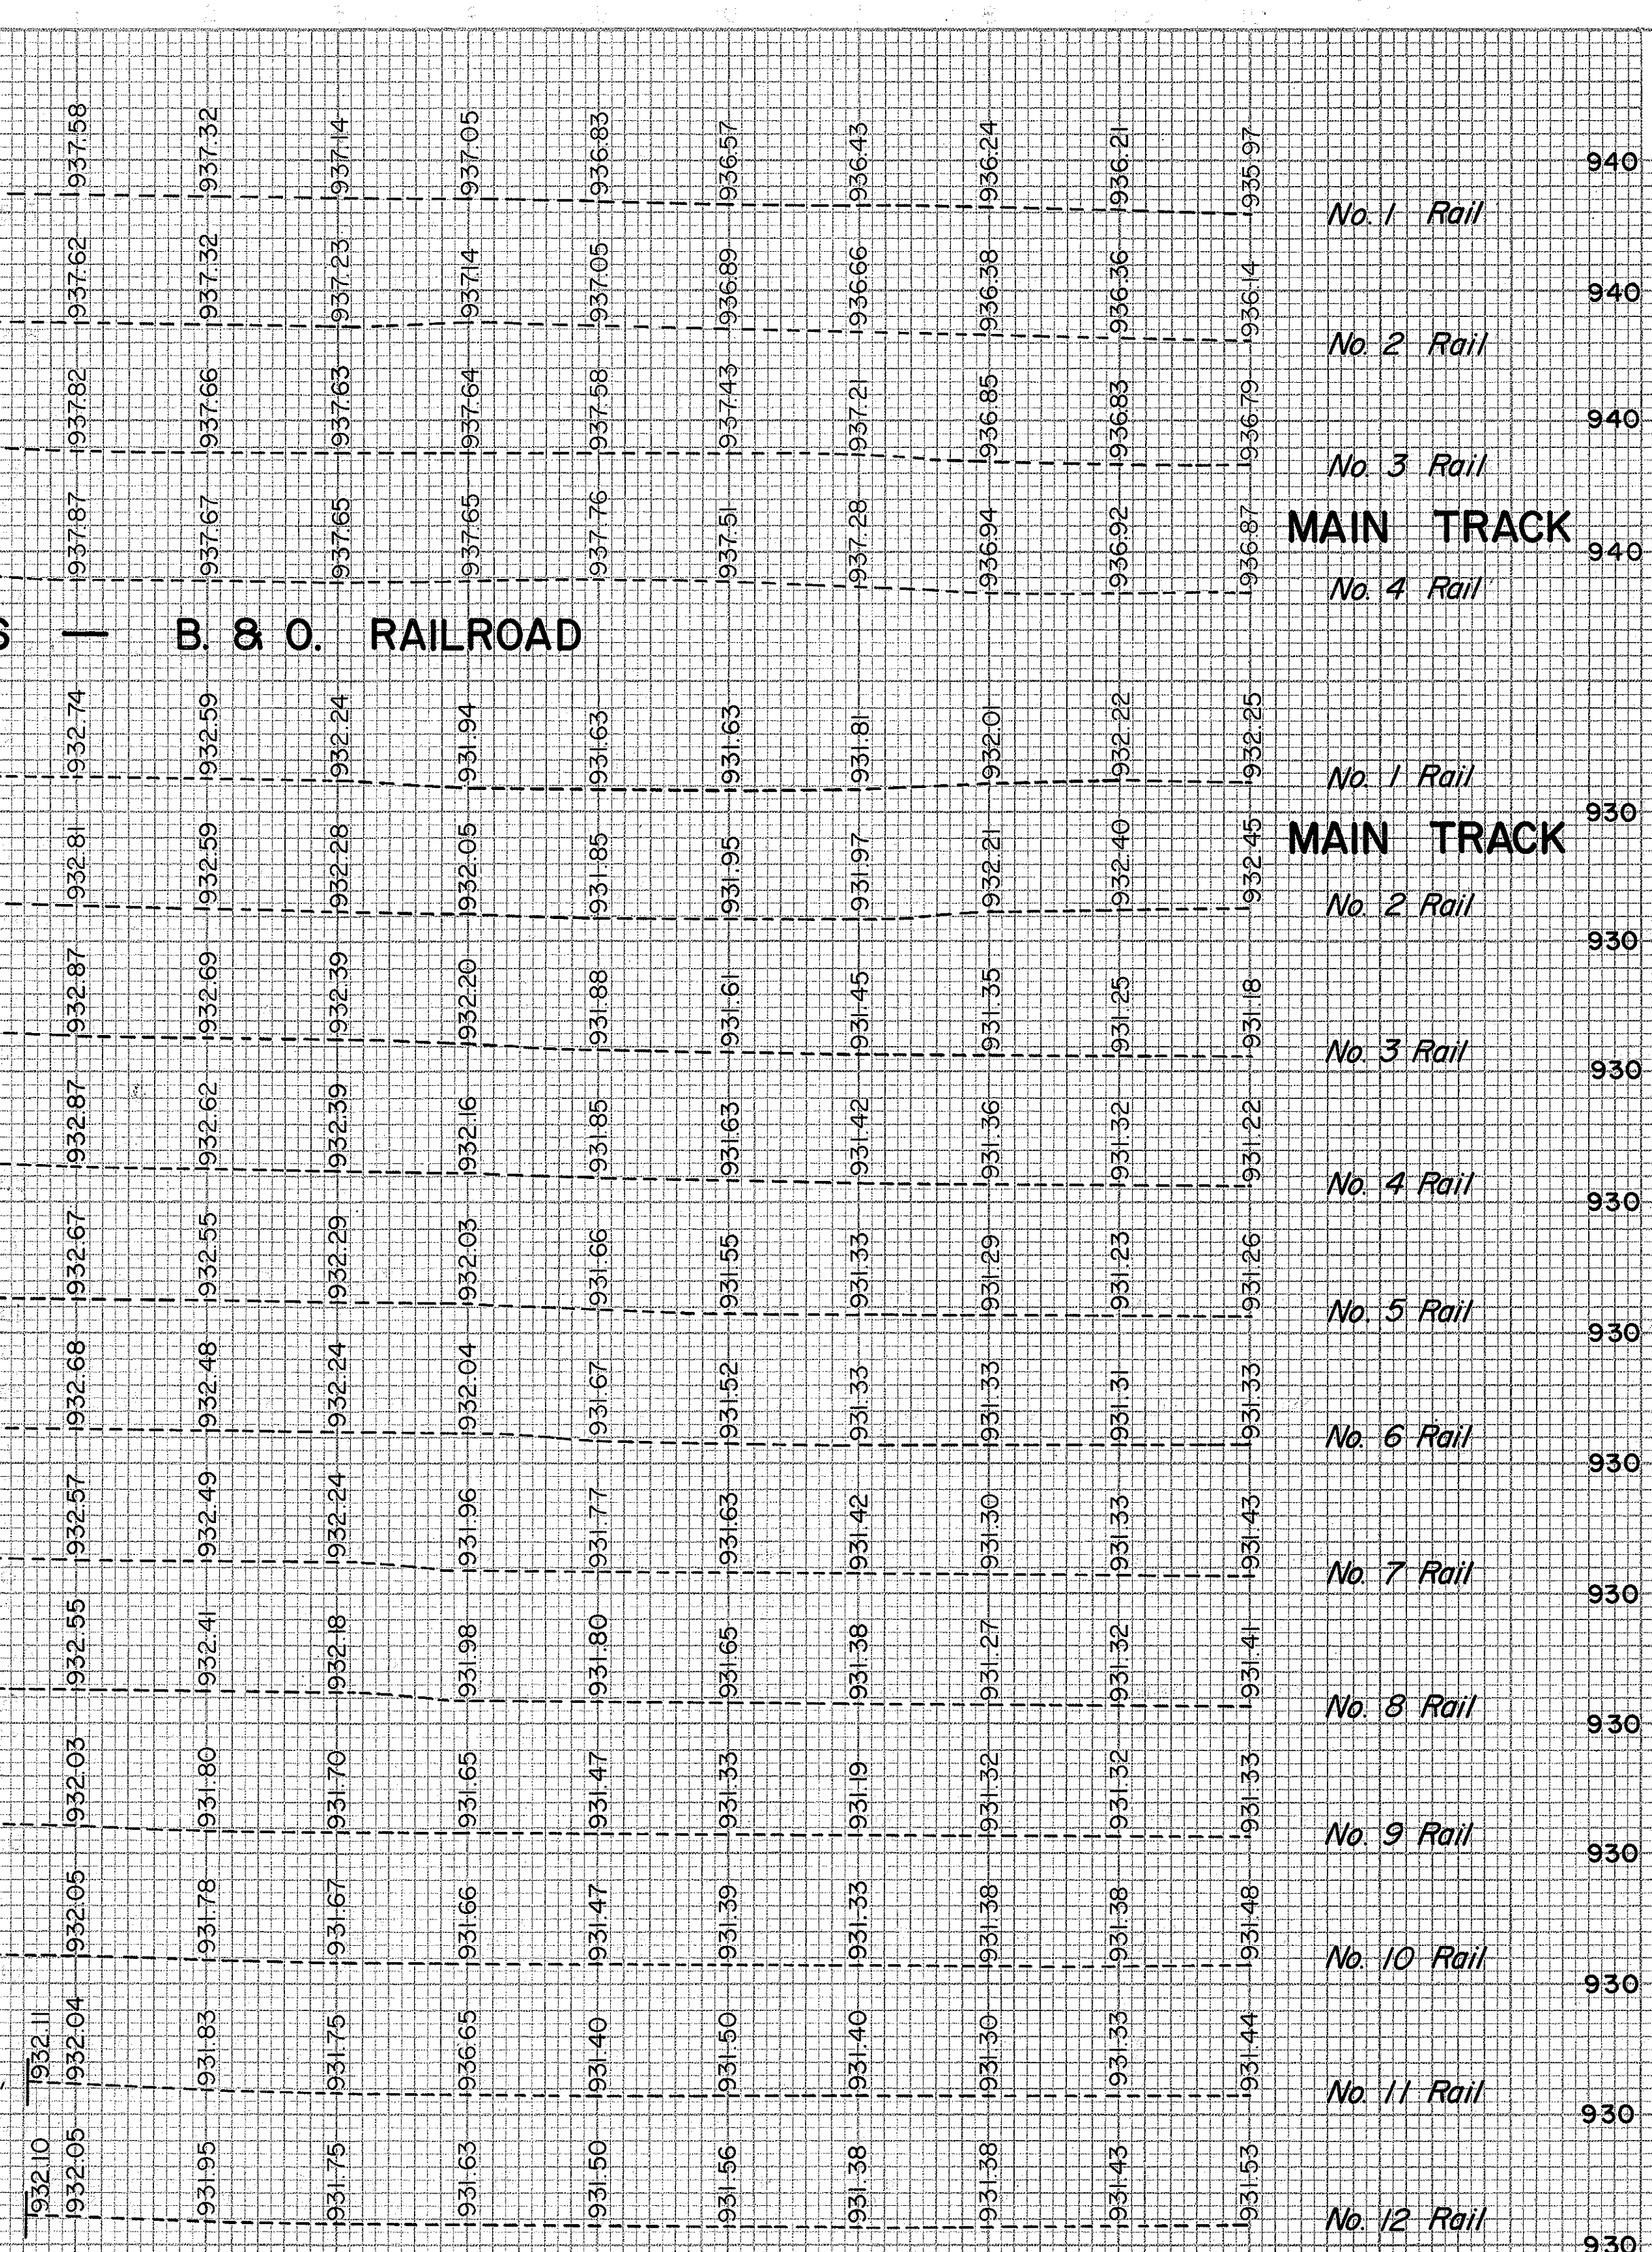 937.58 937.32 937.14 937.05 936.83 936.57 936.43 936.24 936.21 935.97
940
No. 1 Rail
937.62 937.32 937.23 937.14 937.05 936.89 936.66 936.38 936.36 936.14
940
No. 2 Rail
937.82 937.66 937.63 937.64 937.58 937.43 937.21 936.85 936.83 936.79
940
No. 3 Rail
937.87 937.67 937.65 937.65 937.76 937.51 937.28 936.94 936.92 936.87
MAIN TRACK
940
No. 4 Rail
S — B. & O. RAILROAD
932.74 932.59 932.24 931.94 931.63 931.63 931.81 932.01 932.22 932.25
No. 1 Rail
930
MAIN TRACK
932.81 932.59 932.28 932.05 931.85 931.95 931.97 932.21 932.40 932.45
No. 2 Rail
930
932.87 932.69 932.39 932.20 931.88 931.61 931.45 931.35 931.25 931.18
No. 3 Rail
930
932.87 932.62 932.39 932.16 931.85 931.63 931.42 931.36 931.32 931.22
No. 4 Rail
930
932.67 932.55 932.29 932.03 931.66 931.55 931.33 931.29 931.23 931.26
No. 5 Rail
930
932.68 932.48 932.24 932.04 931.67 931.52 931.33 931.33 931.31 931.33
No. 6 Rail
930
932.57 932.49 932.24 931.96 931.77 931.63 931.42 931.30 931.33 931.43
No. 7 Rail
930
932.55 932.41 932.18 931.98 931.80 931.65 931.38 931.27 931.32 931.41
No. 8 Rail
930
932.03 931.80 931.70 931.65 931.47 931.33 931.19 931.32 931.32 931.33
No. 9 Rail
930
932.05 931.78 931.67 931.66 931.47 931.39 931.33 931.38 931.38 931.48
No. 10 Rail
930
932.11 932.04 931.83 931.75 936.65 931.40 931.50 931.40 931.30 931.33 931.44
No. 11 Rail
930
932.10 932.05 931.95 931.75 931.63 931.50 931.56 931.38 931.38 931.43 931.53
No. 12 Rail
930